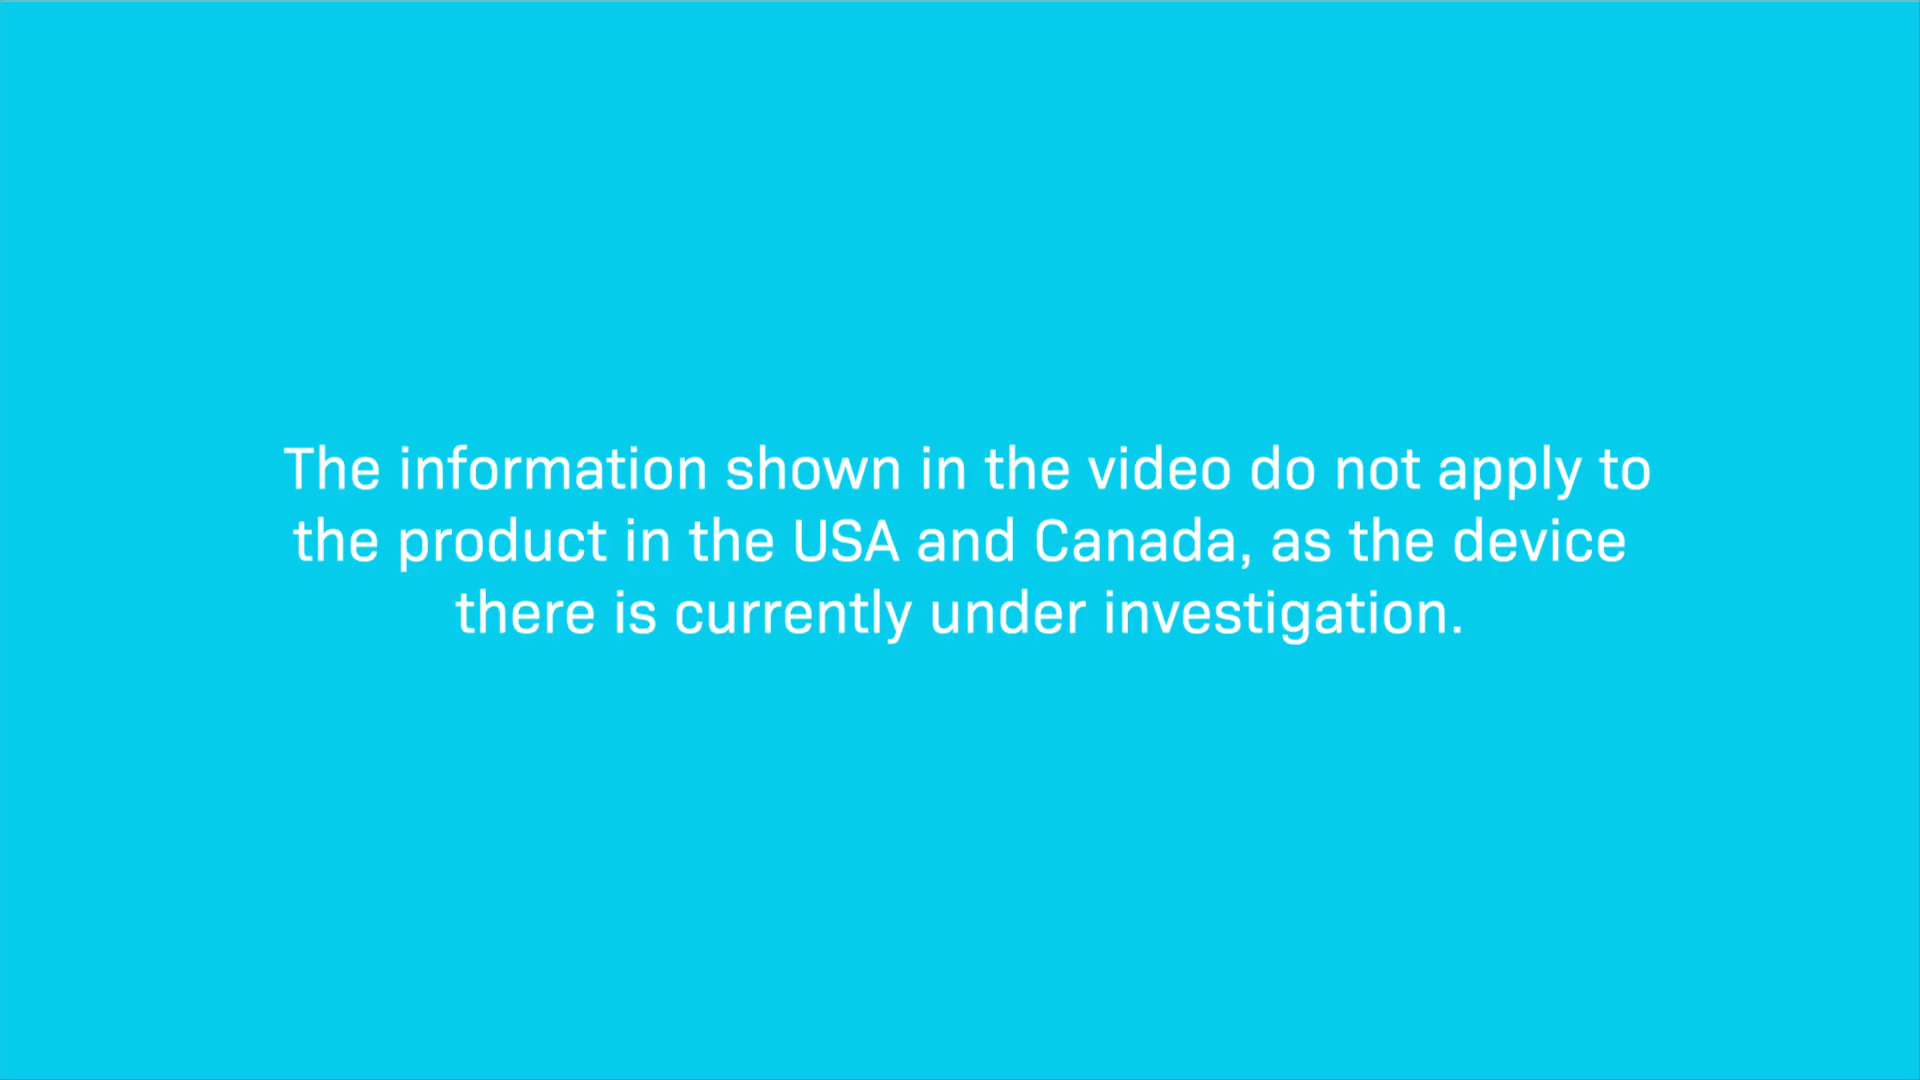 The information shown in the video do not apply to
the product in the USA and Canada, as the device
there is currently under investigation.